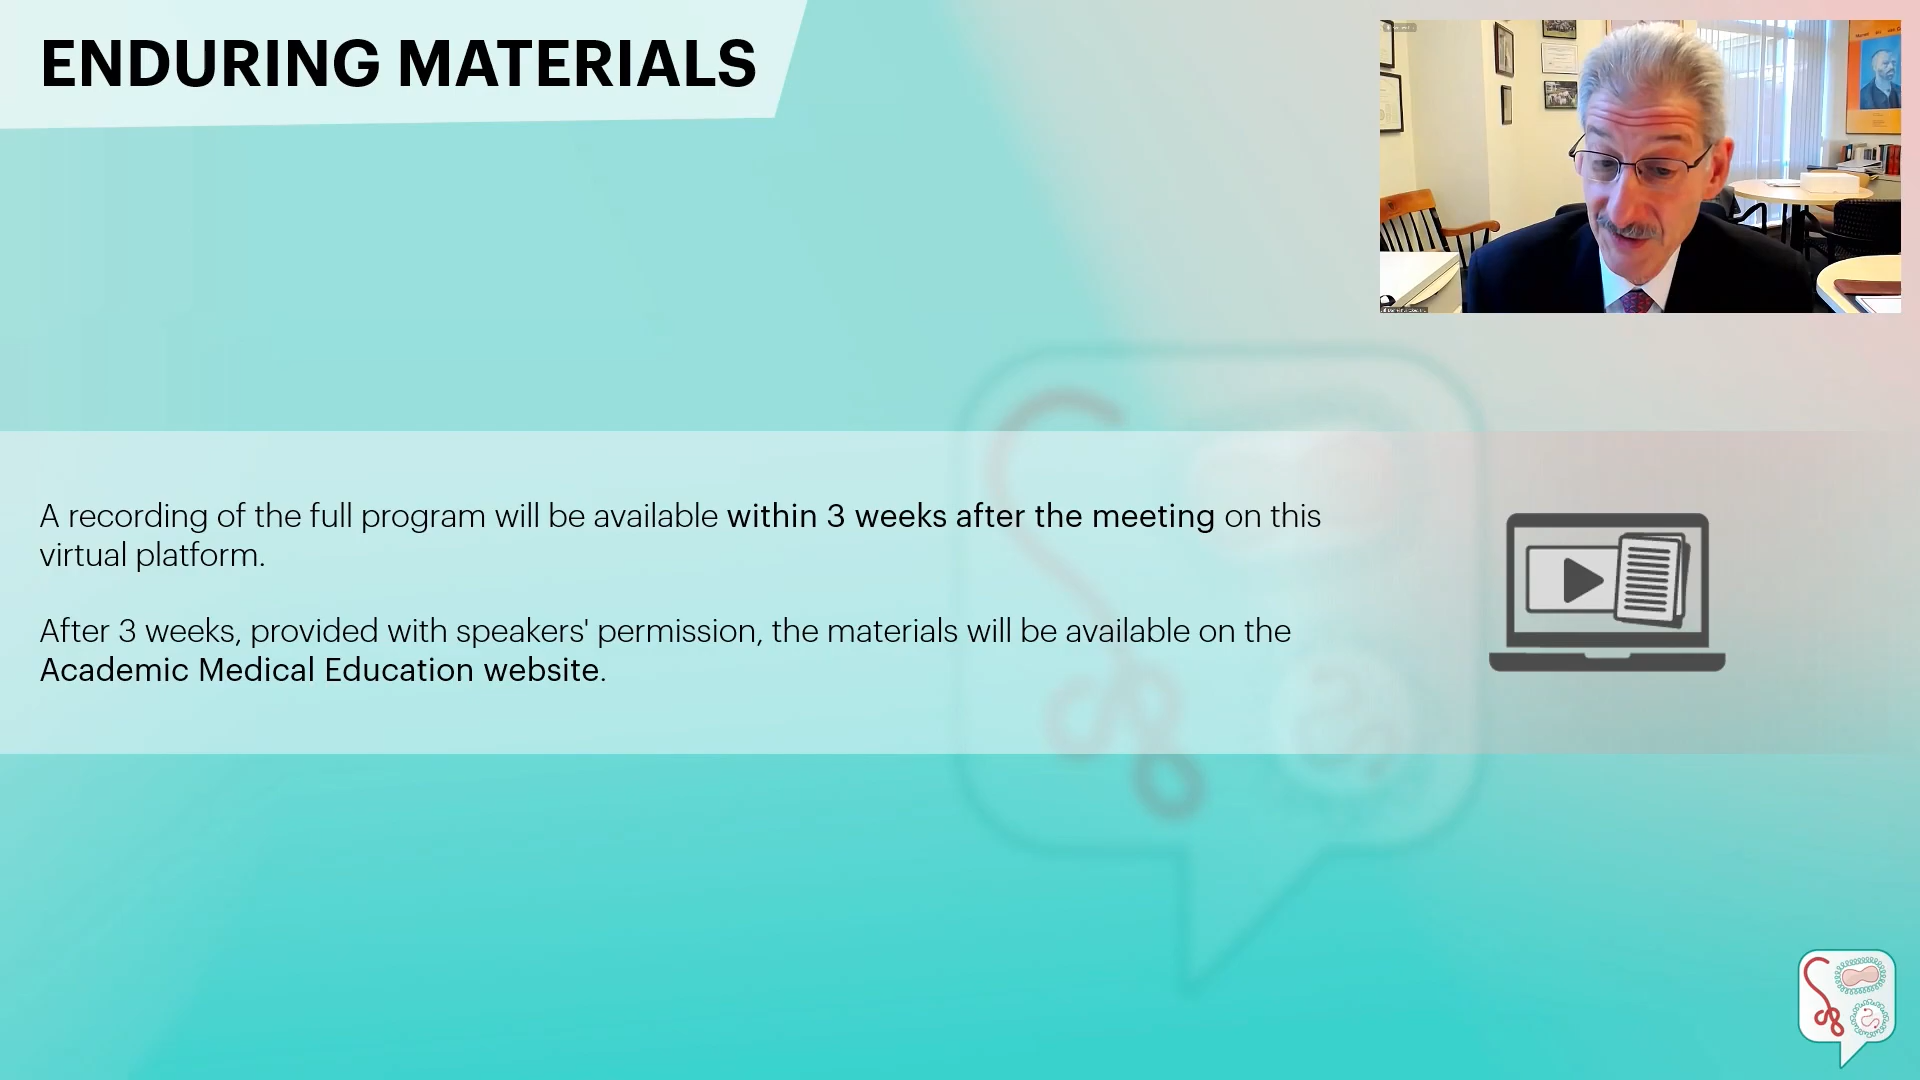 ENDURING MATERIALS
A recording of the full program will be available within 3 weeks after the meeting on this
virtual platform.
After 3 weeks, provided with speakers' permission, the materials will be available on the
Academic Medical Education website.